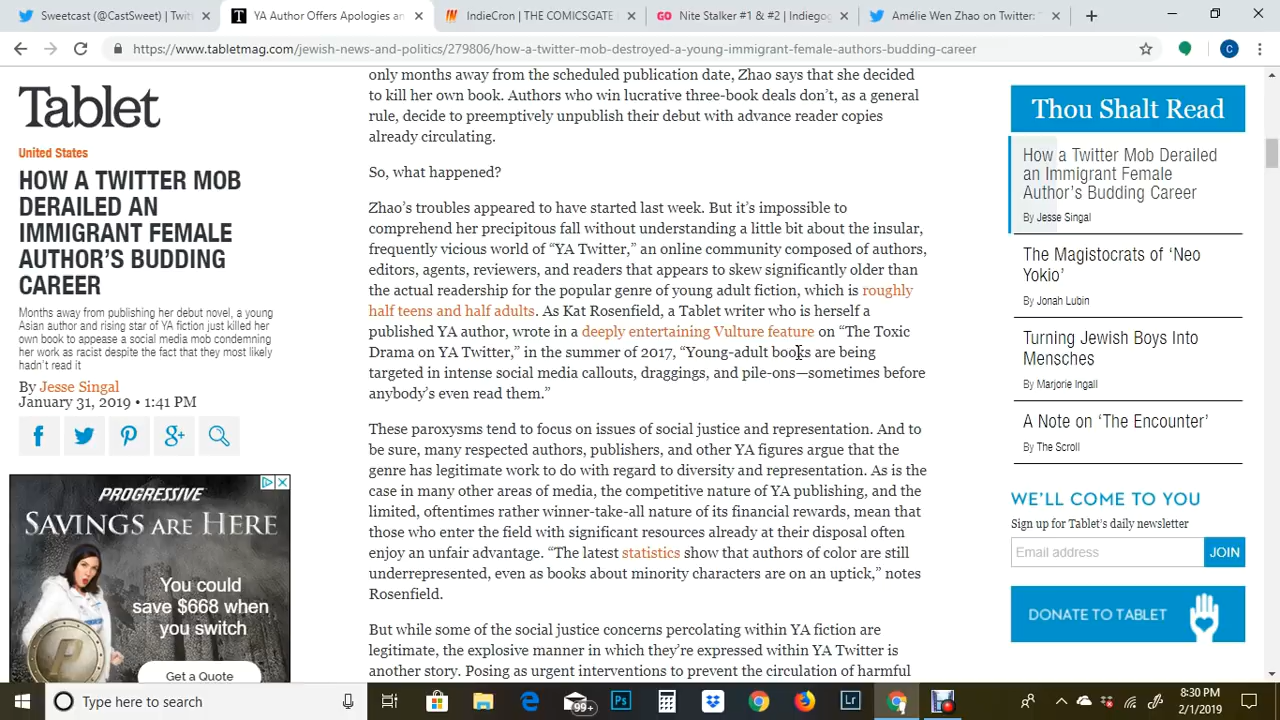 Sweetcast (@CastSweet) | Twitt
YA Author Offers Apologies an
IndieCron | THE COMICSGATE
Nite Stalker #1 & #2 | Indiegog
Amélie Wen Zhao on Twitter:
https://www.tabletmag.com/jewish-news-and-politics/279806/how-a-twitter-mob-destroyed-a-young-immigrant-female-authors-budding-career
Tablet
United States
HOW A TWITTER MOB
DERAILED AN
IMMIGRANT FEMALE
AUTHOR'S BUDDING
CAREER
Months away from publishing her debut novel, a young
Asian author and rising star of YA fiction just killed her
own book to appease a social media mob condemning
her work as racist despite the fact that they most likely
hadn't read it
By Jesse Singal
January 31, 2019 • 1:41 PM
PROGRESSIVE
SAVINGS ARE HERE
You could
save $668 when
you switch
Get a Quote
only months away from the scheduled publication date, Zhao says that she decided
to kill her own book. Authors who win lucrative three-book deals don't, as a general
rule, decide to preemptively unpublish their debut with advance reader copies
already circulating.
So, what happened?
Zhao's troubles appeared to have started last week. But it's impossible to
comprehend her precipitous fall without understanding a little bit about the insular,
frequently vicious world of "YA Twitter," an online community composed of authors,
editors, agents, reviewers, and readers that appears to skew significantly older than
the actual readership for the popular genre of young adult fiction, which is roughly
half teens and half adults. As Kat Rosenfield, a Tablet writer who is herself a
published YA author, wrote in a deeply entertaining Vulture feature on "The Toxic
Drama on YA Twitter," in the summer of 2017, "Young-adult books are being
targeted in intense social media callouts, draggings, and pile-ons—sometimes before
anybody's even read them."
These paroxysms tend to focus on issues of social justice and representation. And to
be sure, many respected authors, publishers, and other YA figures argue that the
genre has legitimate work to do with regard to diversity and representation. As is the
case in many other areas of media, the competitive nature of YA publishing, and the
limited, oftentimes rather winner-take-all nature of its financial rewards, mean that
those who enter the field with significant resources already at their disposal often
enjoy an unfair advantage. "The latest statistics show that authors of color are still
underrepresented, even as books about minority characters are on an uptick," notes
Rosenfield.
But while some of the social justice concerns percolating within YA fiction are
legitimate, the explosive manner in which they're expressed within YA Twitter is
another story. Posing as urgent interventions to prevent the circulation of harmful
Thou Shalt Read
How a Twitter Mob Derailed
an Immigrant Female
Author's Budding Career
By Jesse Singal
The Magistocrats of 'Neo
Yokio'
By Jonah Lubin
Turning Jewish Boys Into
Mensches
By Marjorie Ingall
A Note on 'The Encounter'
By The Scroll
WE'LL COME TO YOU
Sign up for Tablet's daily newsletter
Email address
JOIN
DONATE TO TABLET
Type here to search
99+
8:30 PM
2/1/2019